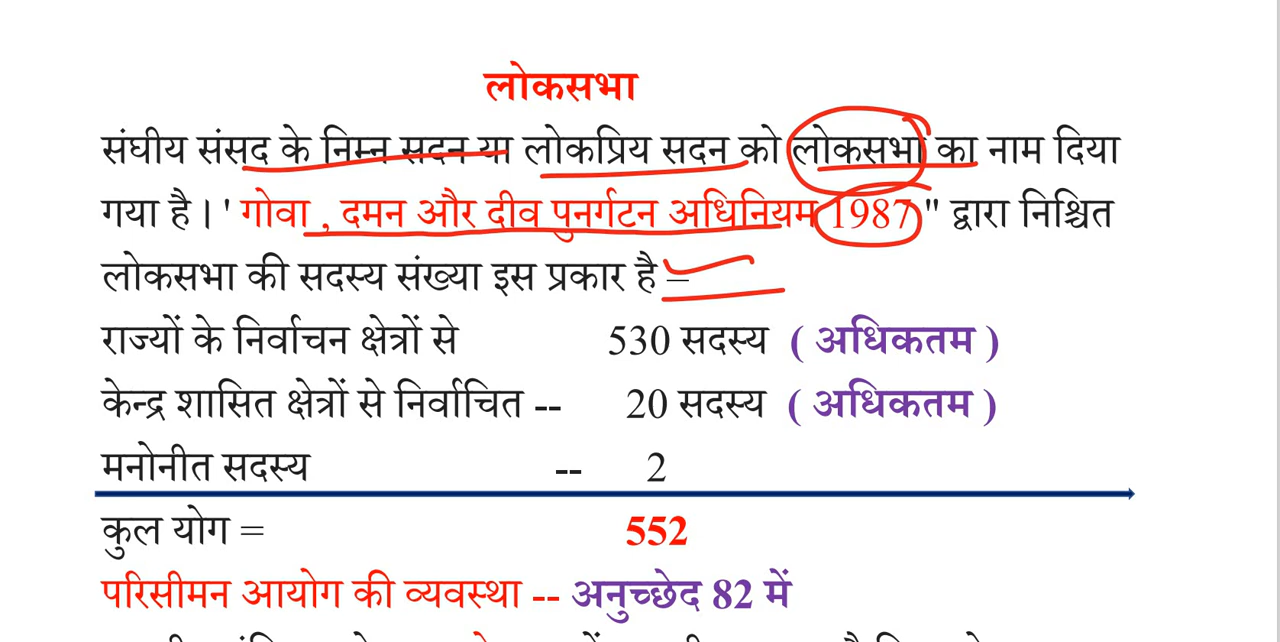 लोकसभा
संघीय संसद के निम्न सदन या लोकप्रिय सदन को लोकसभा का नाम दिया
गया है। ' गोवा , दमन और दीव पुनर्गटन अधिनियम 1987 " द्वारा निश्चित
लोकसभा की सदस्य संख्या इस प्रकार है –
राज्यों के निर्वाचन क्षेत्रों से 530 सदस्य ( अधिकतम )
केन्द्र शासित क्षेत्रों से निर्वाचित -- 20 सदस्य ( अधिकतम )
मनोनीत सदस्य -- 2
कुल योग = 552
परिसीमन आयोग की व्यवस्था -- अनुच्छेद 82 में